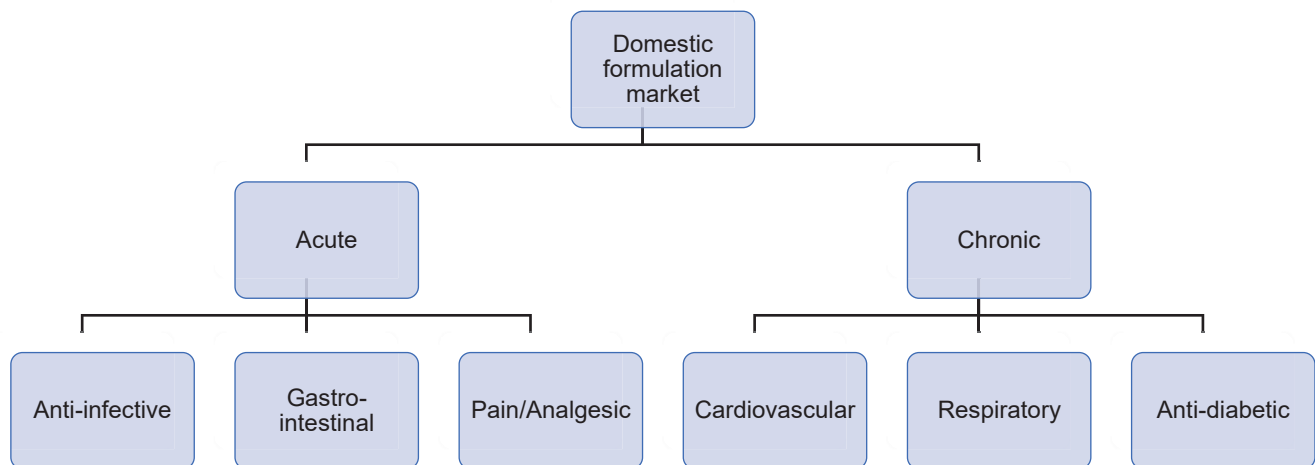 Domestic
formulation
market
Acute
Chronic
Anti-infective
Gastro-
intestinal
Pain/Analgesic
Cardiovascular
Respiratory
Anti-diabetic